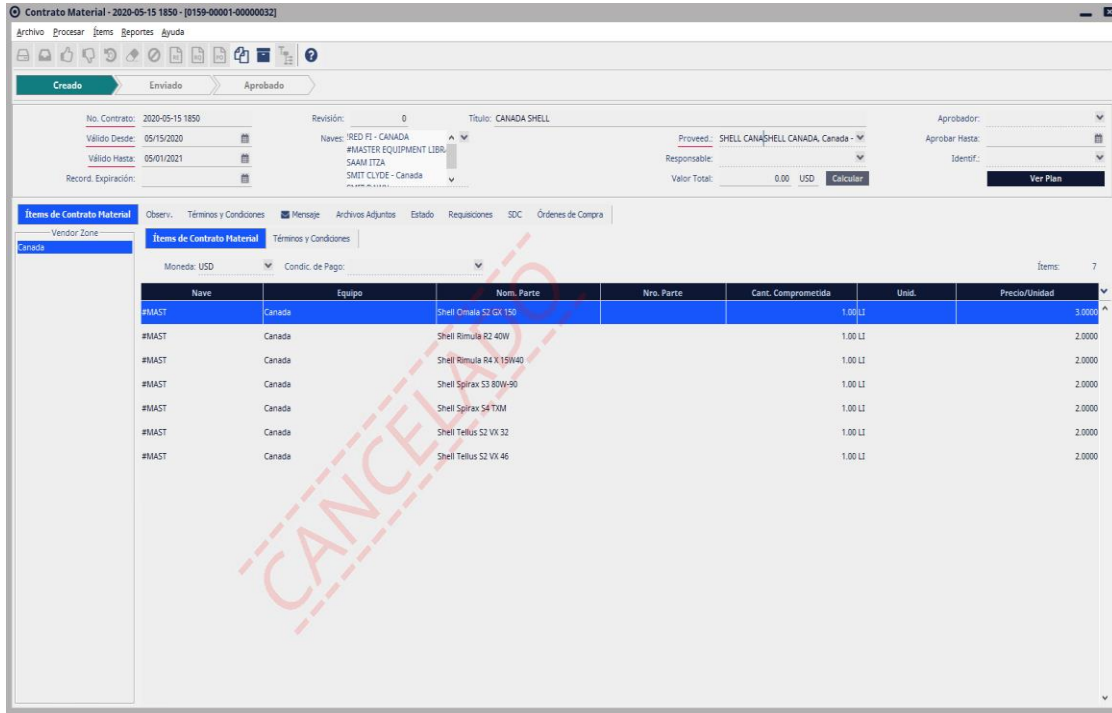 Contrato Material - 2020-05-15 1850 - [0159-00001-00000032]
Archivo Procesar Ítems Reportes Ayuda
RE RQ PO
Creado Enviado Aprobado
No. Contrato: 2020-05-15 1850 Revisión: 0 Título: CANADA SHELL Aprobador:
Válido Desde: 05/15/2020 Naves: !RED FI - CANADA Proveed.: SHELL CANASHELL CANADA, Canada - Aprobar Hasta:
#MASTER EQUIPMENT LIBR
Válido Hasta: 05/01/2021 SAAM ITZA Responsable: Identif.:
Record. Expiración: SMIT CLYDE - Canada Valor Total: 0.00 USD Calcular Ver Plan
Ítems de Contrato Material Observ. Términos y Condiciones Mensaje Archivos Adjuntos Estado Requisiciones SDC Órdenes de Compra
Vendor Zone Ítems de Contrato Material Términos y Condiciones
Canada
Moneda: USD Condic. de Pago: Ítems: 7
Nave Equipo Nom. Parte Nro. Parte Cant. Comprometida Unid. Precio/Unidad
#MAST Canada Shell Omala S2 GX 150 1.00 LI 3.0000
#MAST Canada Shell Rimula R2 40W 1.00 LI 2.0000
#MAST Canada Shell Rimula R4 X 15W40 1.00 LI 2.0000
#MAST Canada Shell Spirax S3 80W-90 1.00 LI 2.0000
#MAST Canada Shell Spirax S4 TXM 1.00 LI 2.0000
#MAST Canada Shell Tellus S2 VX 32 1.00 LI 2.0000
#MAST Canada Shell Tellus S2 VX 46 1.00 LI 2.0000
CANCELADO